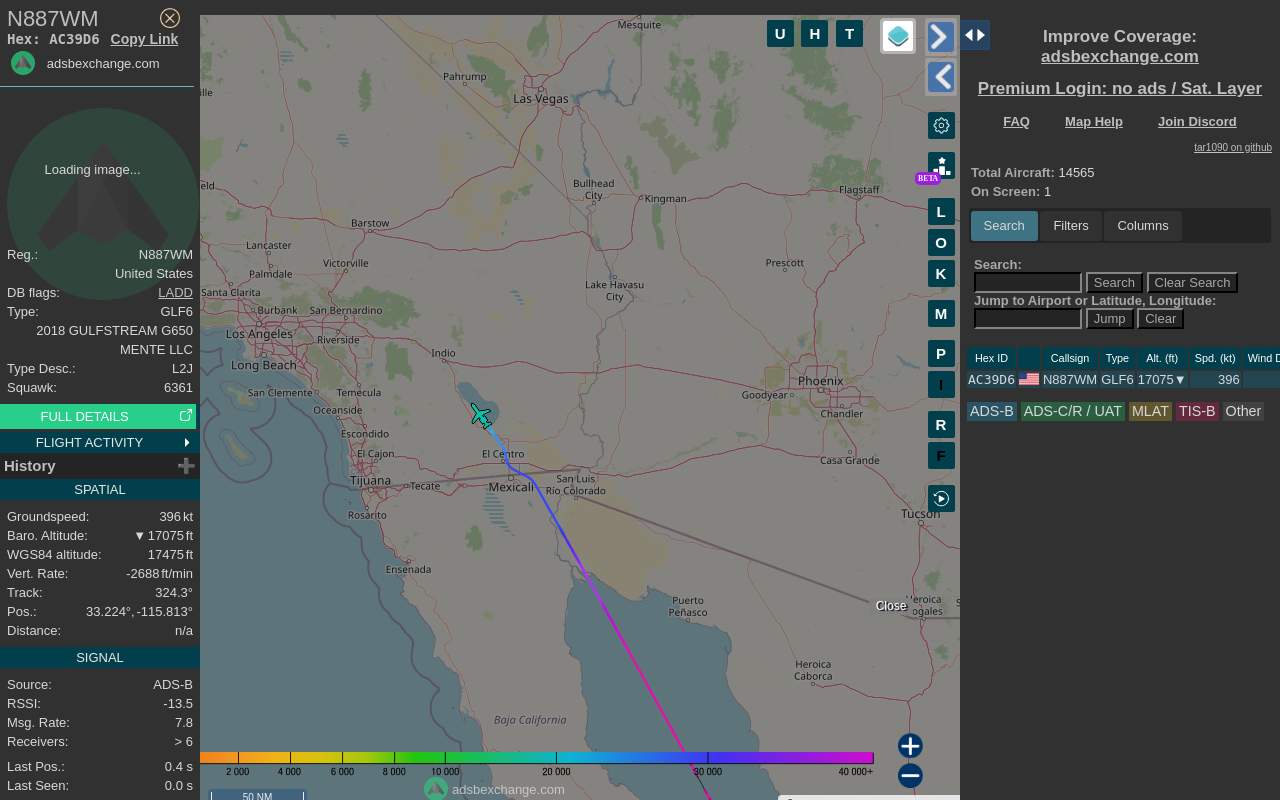 N887WM
Hex: AC39D6 Copy Link
adsbexchange.com
Loading image...
Reg.: N887WM
United States
DB flags: LADD
Type: GLF6
2018 GULFSTREAM G650
MENTE LLC
Type Desc.: L2J
Squawk: 6361
FULL DETAILS
FLIGHT ACTIVITY
History
SPATIAL
Groundspeed: 396 kt
Baro. Altitude: ▼ 17075 ft
WGS84 altitude: 17475 ft
Vert. Rate: -2688 ft/min
Track: 324.3°
Pos.: 33.224°, -115.813°
Distance: n/a
SIGNAL
Source: ADS-B
RSSI: -13.5
Msg. Rate: 7.8
Receivers: > 6
Last Pos.: 0.4 s
Last Seen: 0.0 s
Mesquite
Pahrump
Las Vegas
Bullhead
City
Kingman
Flagstaff
Barstow
Lancaster
Victorville
Palmdale
Prescott
Santa Clarita
Lake Havasu
City
Burbank
San Bernardino
Los Angeles
Riverside
Indio
Long Beach
Phoenix
San Clemente
Temecula
Goodyear
Oceanside
Chandler
Escondido
El Cajon
El Centro
Casa Grande
Tijuana
Tecate
Mexicali
San Luis
Río Colorado
Rosarito
Tucson
Ensenada
Puerto
Peñasco
Heroica
Close
Heroica
Caborca
Baja California
U H T
BETA
L
O
K
M
P
I
R
F
2 000 4 000 6 000 8 000 10 000 20 000 30 000 40 000+
adsbexchange.com
50 NM
Improve Coverage:
adsbexchange.com
Premium Login: no ads / Sat. Layer
FAQ Map Help Join Discord
tar1090 on github
Total Aircraft: 14565
On Screen: 1
Search Filters Columns
Search:
Search Clear Search
Jump to Airport or Latitude, Longitude:
Jump Clear
Hex ID Callsign Type Alt. (ft) Spd. (kt) Wind D
AC39D6 N887WM GLF6 17075▼ 396
ADS-B ADS-C/R / UAT MLAT TIS-B Other